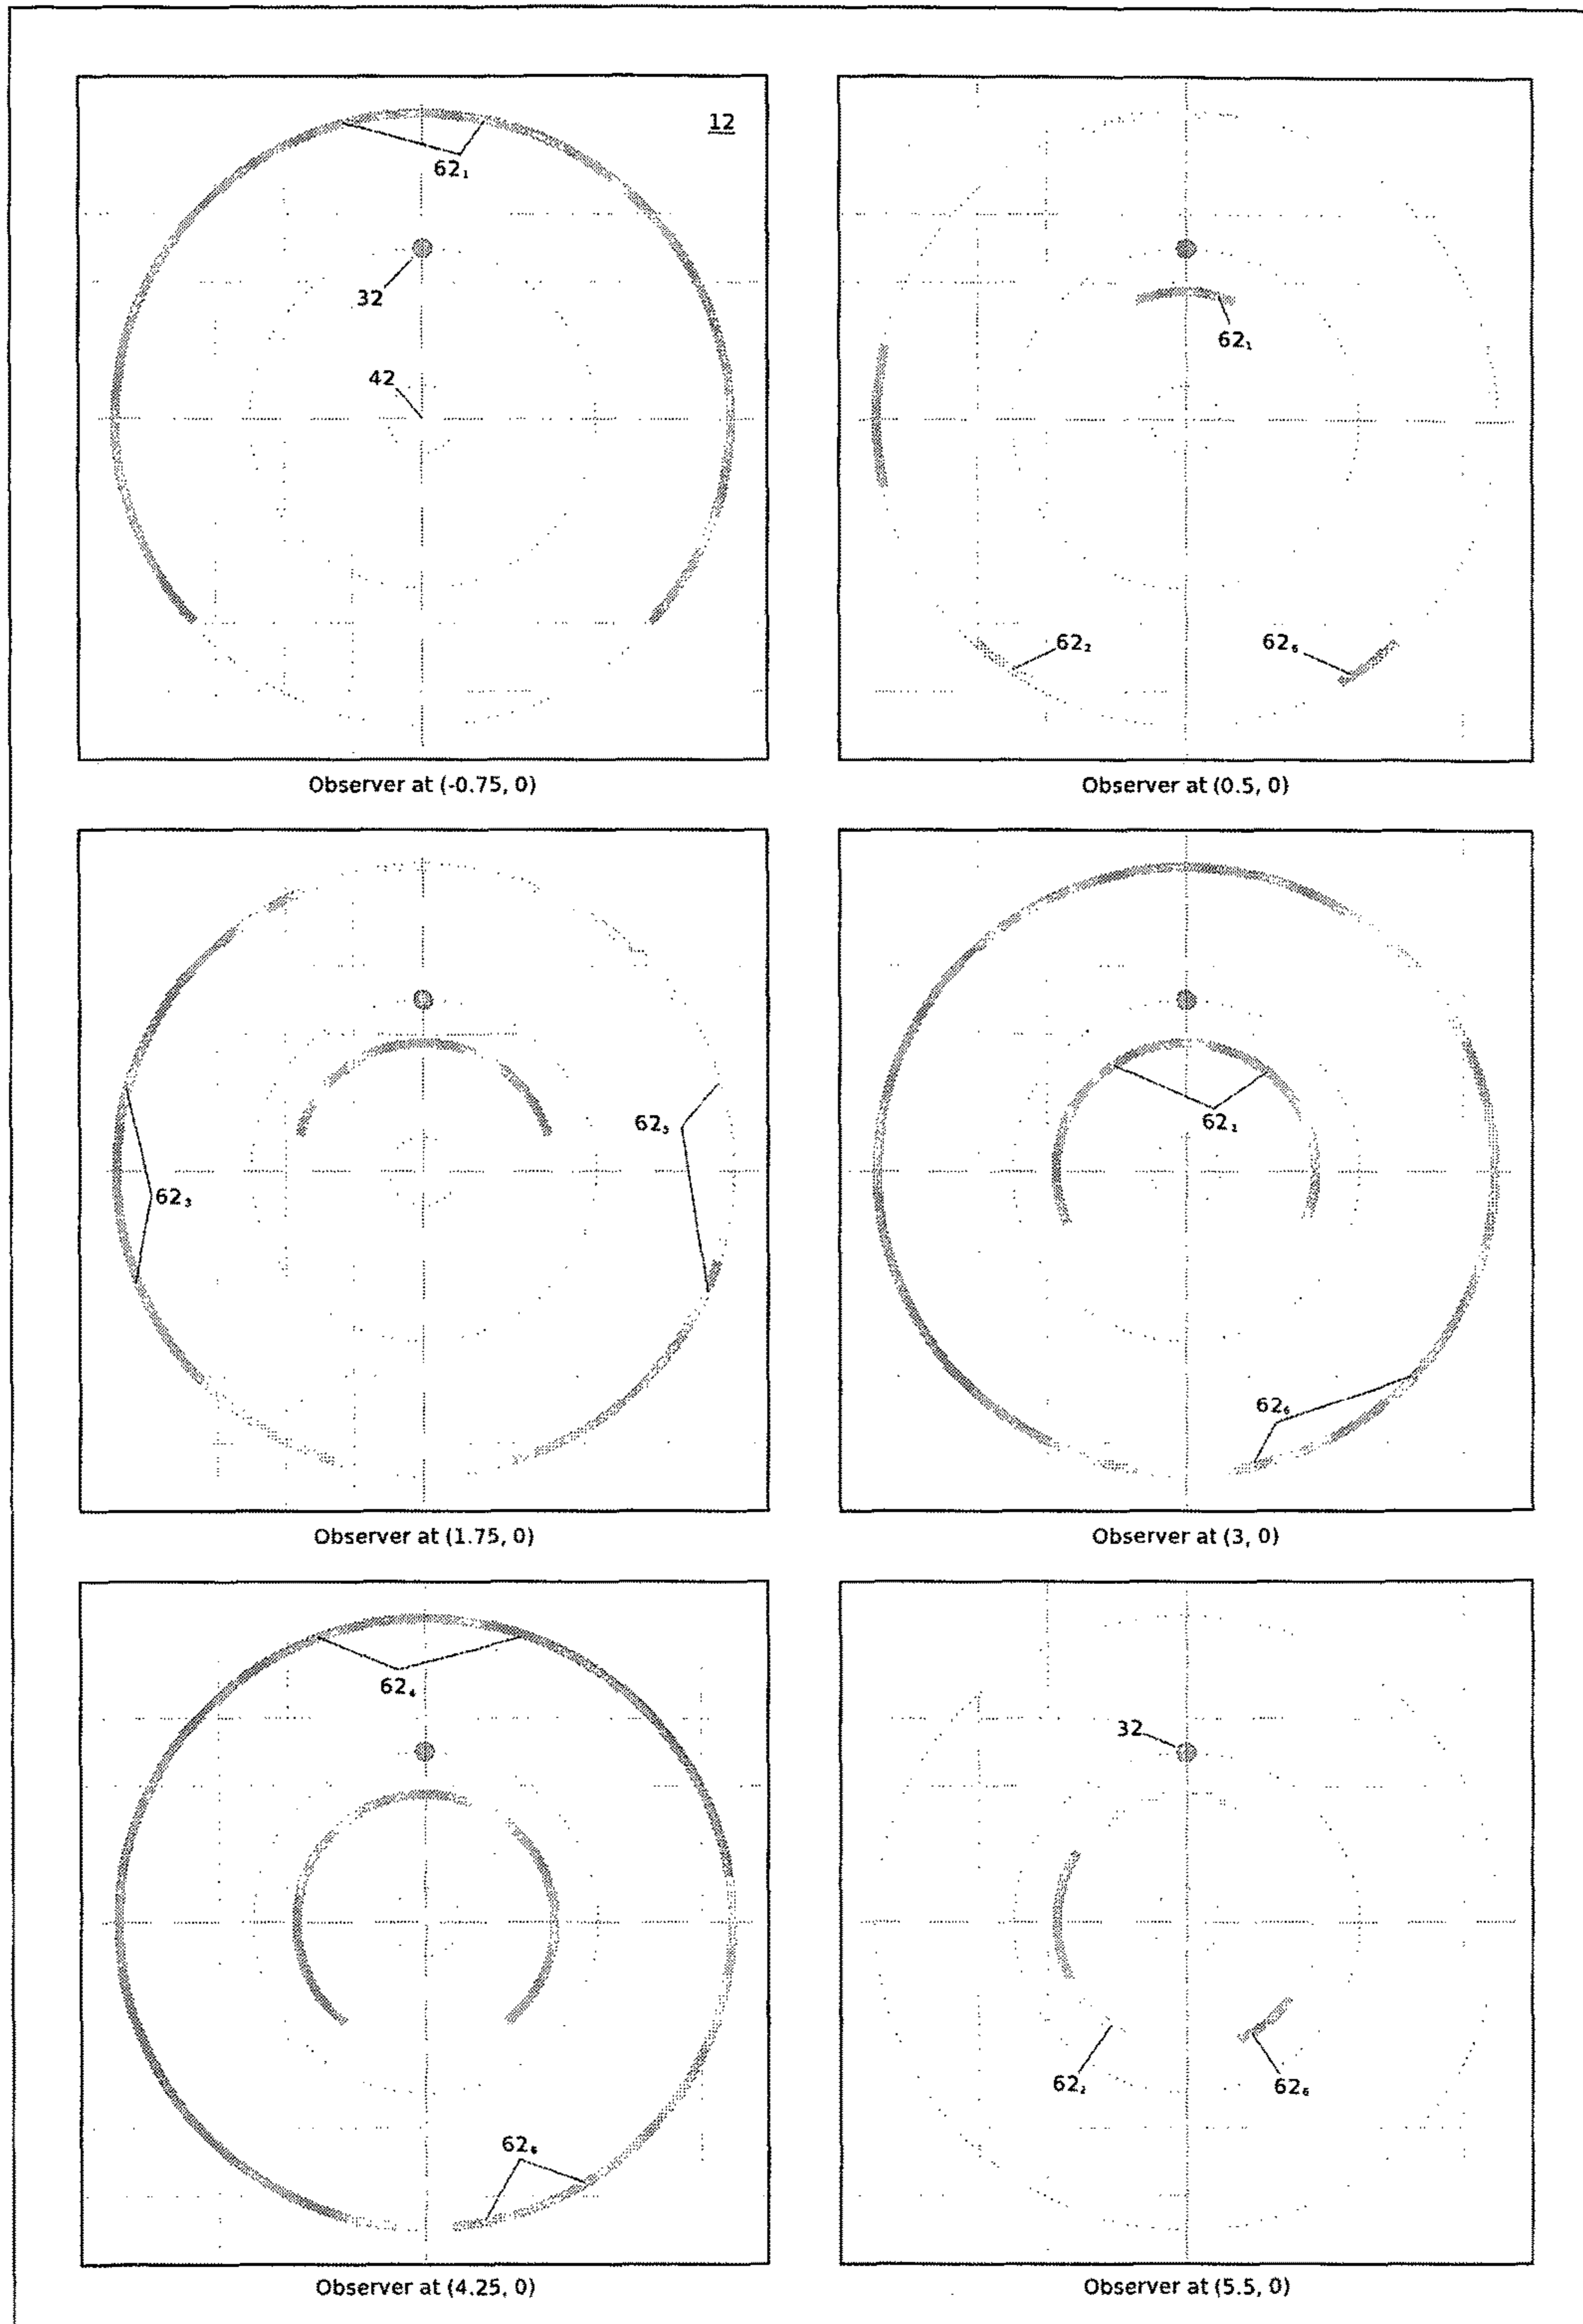 12
62₁
32
42
Observer at (-0.75, 0)
62₁
62₂
62₆
Observer at (0.5, 0)
62₅
62₃
Observer at (1.75, 0)
62₁
62₆
Observer at (3, 0)
62₄
62₆
Observer at (4.25, 0)
32
62₂
62₆
Observer at (5.5, 0)